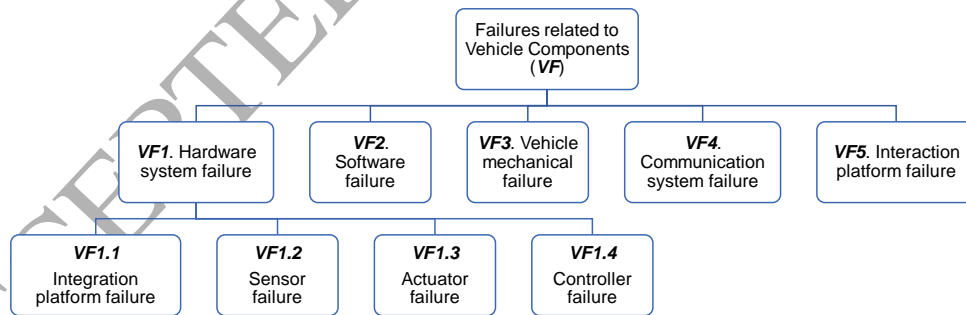 Failures related to
Vehicle Components
(VF)
VF1. Hardware
system failure
VF2.
Software
failure
VF3. Vehicle
mechanical
failure
VF4.
Communication
system failure
VF5. Interaction
platform failure
VF1.1
Integration
platform failure
VF1.2
Sensor
failure
VF1.3
Actuator
failure
VF1.4
Controller
failure